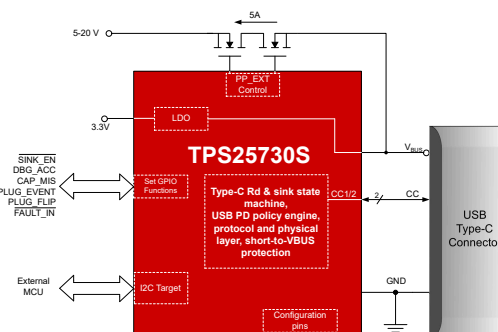 5A
5-20 V
PP_EXT
Control
3.3V
LDO
TPS25730S
VBUS
SINK_EN
DBG_ACC
CAP_MIS
PLUG_EVENT
PLUG_FLIP
FAULT_IN
Set GPIO
Functions
Type-C Rd & sink state
machine,
USB PD policy engine,
protocol and physical
layer, short-to-VBUS
protection
CC1/2
2
CC
USB
Type-C
Connecto
External
MCU
I2C Target
GND
Configuration
pins